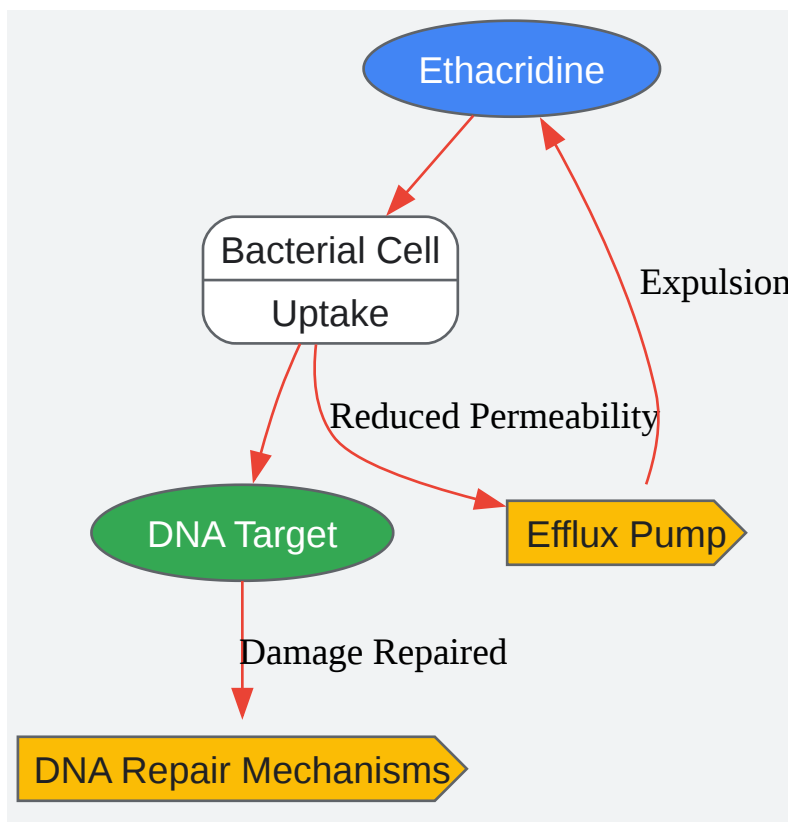 Ethacridine
Bacterial Cell
Uptake
Expulsion
Reduced Permeability
DNA Target
Efflux Pump
Damage Repaired
DNA Repair Mechanisms